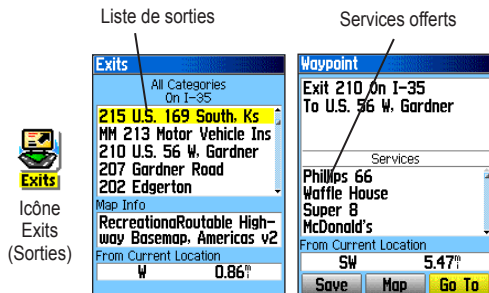 Liste de sorties
Services offerts
Exits
All Categories
On I-35
215 U.S. 169 South, Ks
MM 213 Motor Vehicle Ins
210 U.S. 56 W, Gardner
207 Gardner Road
202 Edgerton
Map Info
RecreationaRoutable High-
way Basemap, Americas v2
From Current Location
W 0.86m
Waypoint
Exit 210 On I-35
To U.S. 56 W, Gardner
Services
Phillips 66
Waffle House
Super 8
McDonald's
From Current Location
SW 5.47m
Save Map Go To
Exits
Icône
Exits
(Sorties)